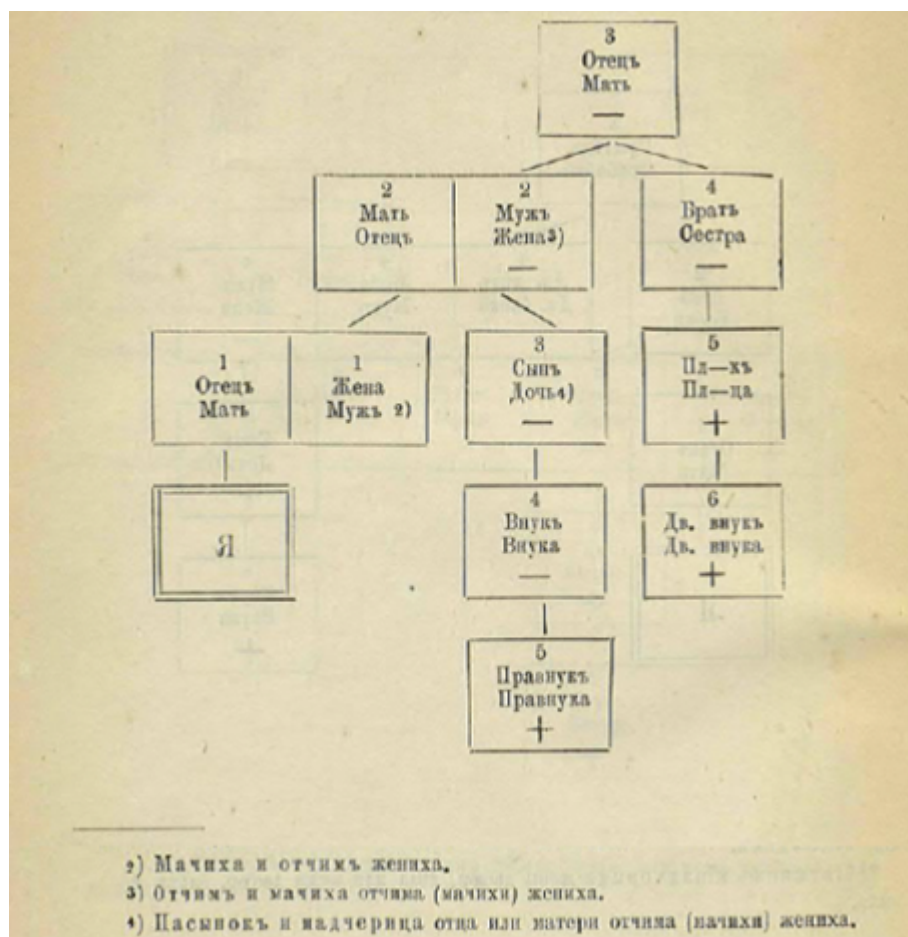 3
Отецъ
Мать
—
2
Мать
Отецъ
2
Мужъ
Жена3)
—
4
Братъ
Сестра
—
1
Отецъ
Мать
1
Жена
Мужъ 2)
3
Сынъ
Дочь4)
—
5
Пл—хъ
Пл—ца
+
Я
4
Внукъ
Внука
—
6
Дв. внукъ
Дв. внука
+
5
Правнукъ
Правнука
+
2) Мачиха и отчимъ жениха.
3) Отчимъ и мачиха отчима (мачихи) жениха.
4) Пасынокъ и падчерица отца или матери отчима (мачихи) жениха.